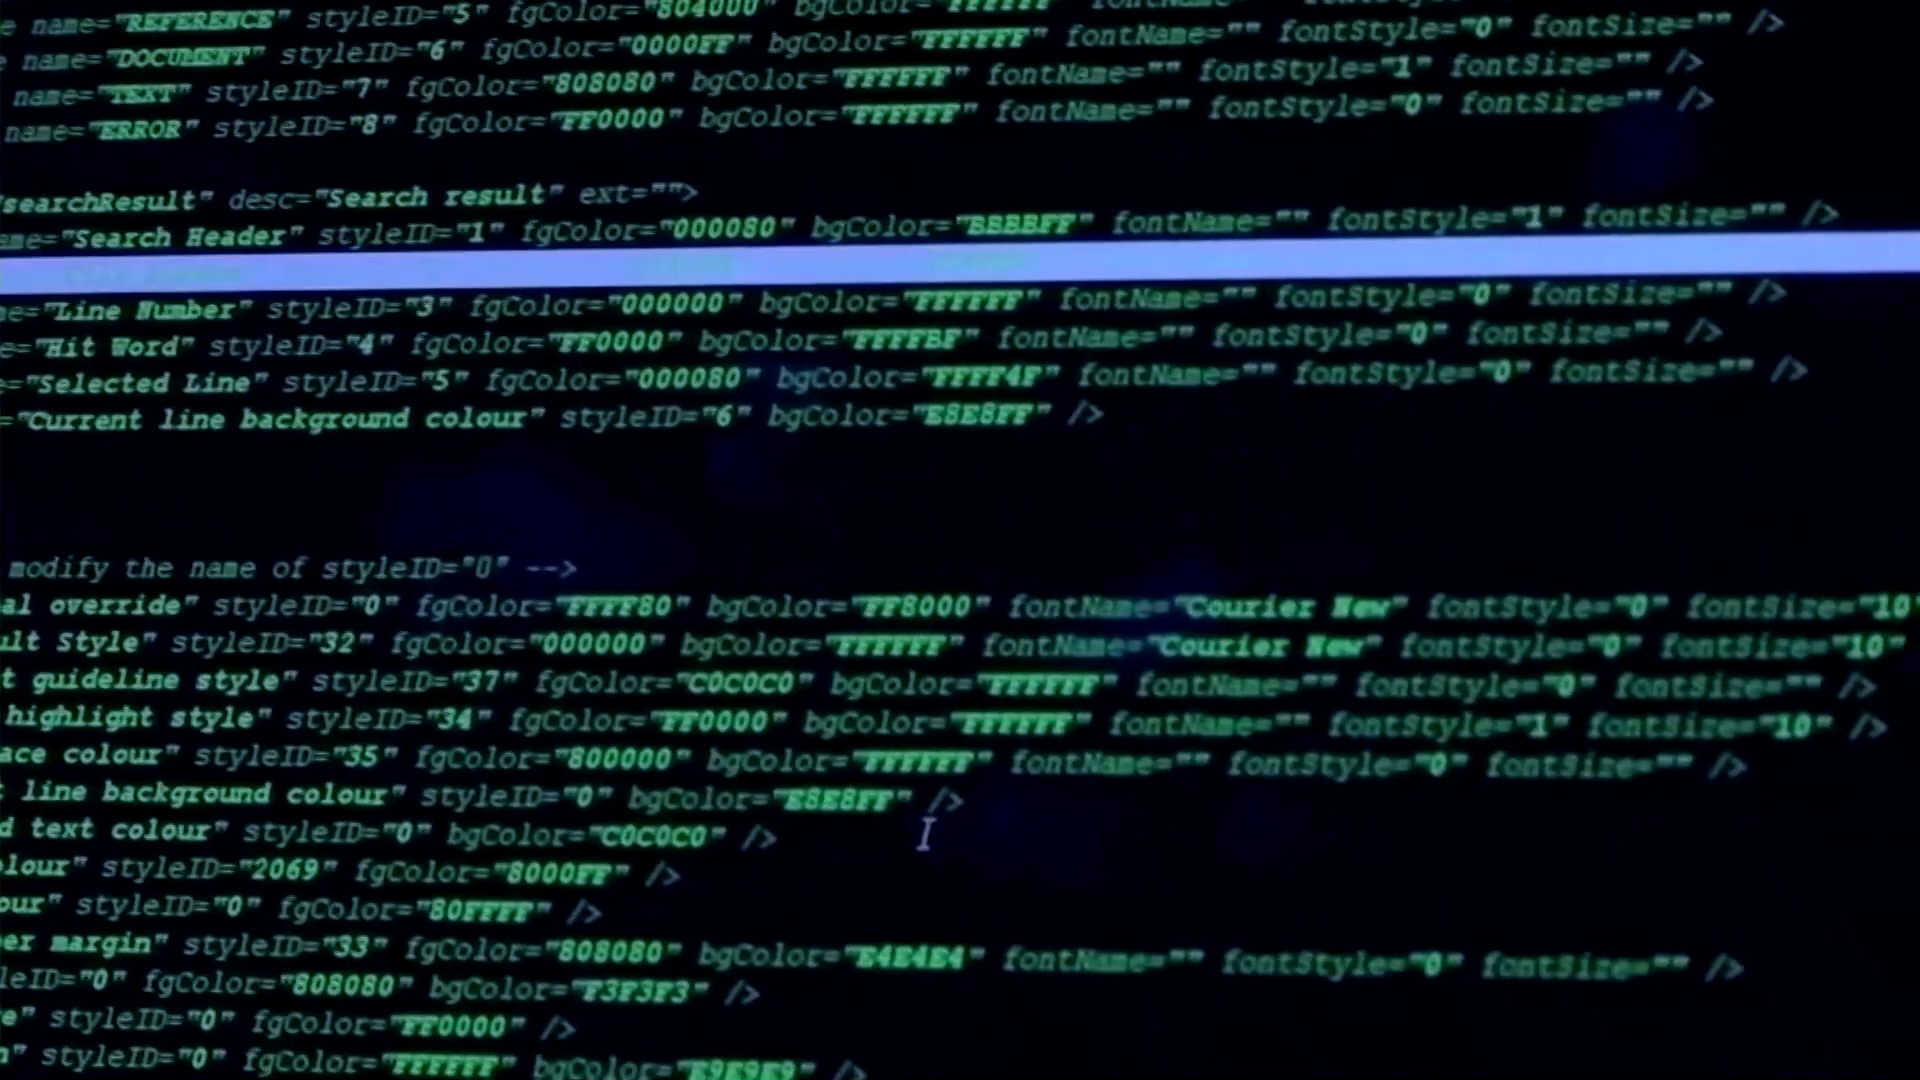 e name="REFERENCE" styleID="5" fgColor="804000" bgColor="FFFFFF"
e name="DOCUMENT" styleID="6" fgColor="0000FF" bgColor="FFFFFF" fontName="" fontStyle="0" fontSize="" />
name="TEXT" styleID="7" fgColor="808080" bgColor="FFFFFF" fontName="" fontStyle="1" fontSize="" />
name="ERROR" styleID="8" fgColor="FF0000" bgColor="FFFFFF" fontName="" fontStyle="0" fontSize="" />
"searchResult" desc="Search result" ext="">
ame="Search Header" styleID="1" fgColor="000080" bgColor="BBBBFF" fontName="" fontStyle="1" fontSize="" />
me="Line Number" styleID="3" fgColor="000000" bgColor="FFFFFF" fontName="" fontStyle="0" fontSize="" />
e="Hit Word" styleID="4" fgColor="FF0000" bgColor="FFFFBF" fontName="" fontStyle="0" fontSize="" />
e="Selected Line" styleID="5" fgColor="000080" bgColor="FFFF4F" fontName="" fontStyle="0" fontSize="" />
="Current line background colour" styleID="6" bgColor="E8E8FF" />
modify the name of styleID="0" -->
al override" styleID="0" fgColor="FFFF80" bgColor="FF8000" fontName="Courier New" fontStyle="0" fontSize="10"
ult Style" styleID="32" fgColor="000000" bgColor="FFFFFF" fontName="Courier New" fontStyle="0" fontSize="10"
t guideline style" styleID="37" fgColor="C0C0C0" bgColor="FFFFFF" fontName="" fontStyle="0" fontSize="" />
highlight style" styleID="34" fgColor="FF0000" bgColor="FFFFFF" fontName="" fontStyle="1" fontSize="10" />
ace colour" styleID="35" fgColor="800000" bgColor="FFFFFF" fontName="" fontStyle="0" fontSize="" />
t line background colour" styleID="0" bgColor="E8E8FF" />
d text colour" styleID="0" bgColor="C0C0C0" />
olour" styleID="2069" fgColor="8000FF" />
our" styleID="0" fgColor="80FFFF" />
er margin" styleID="33" fgColor="808080" bgColor="E4E4E4" fontName="" fontStyle="0" fontSize="" />
leID="0" fgColor="808080" bgColor="F3F3F3" />
e" styleID="0" fgColor="FF0000" />
n" styleID="0" fgColor="FFFFFF" bgColor="E9E9E9" />